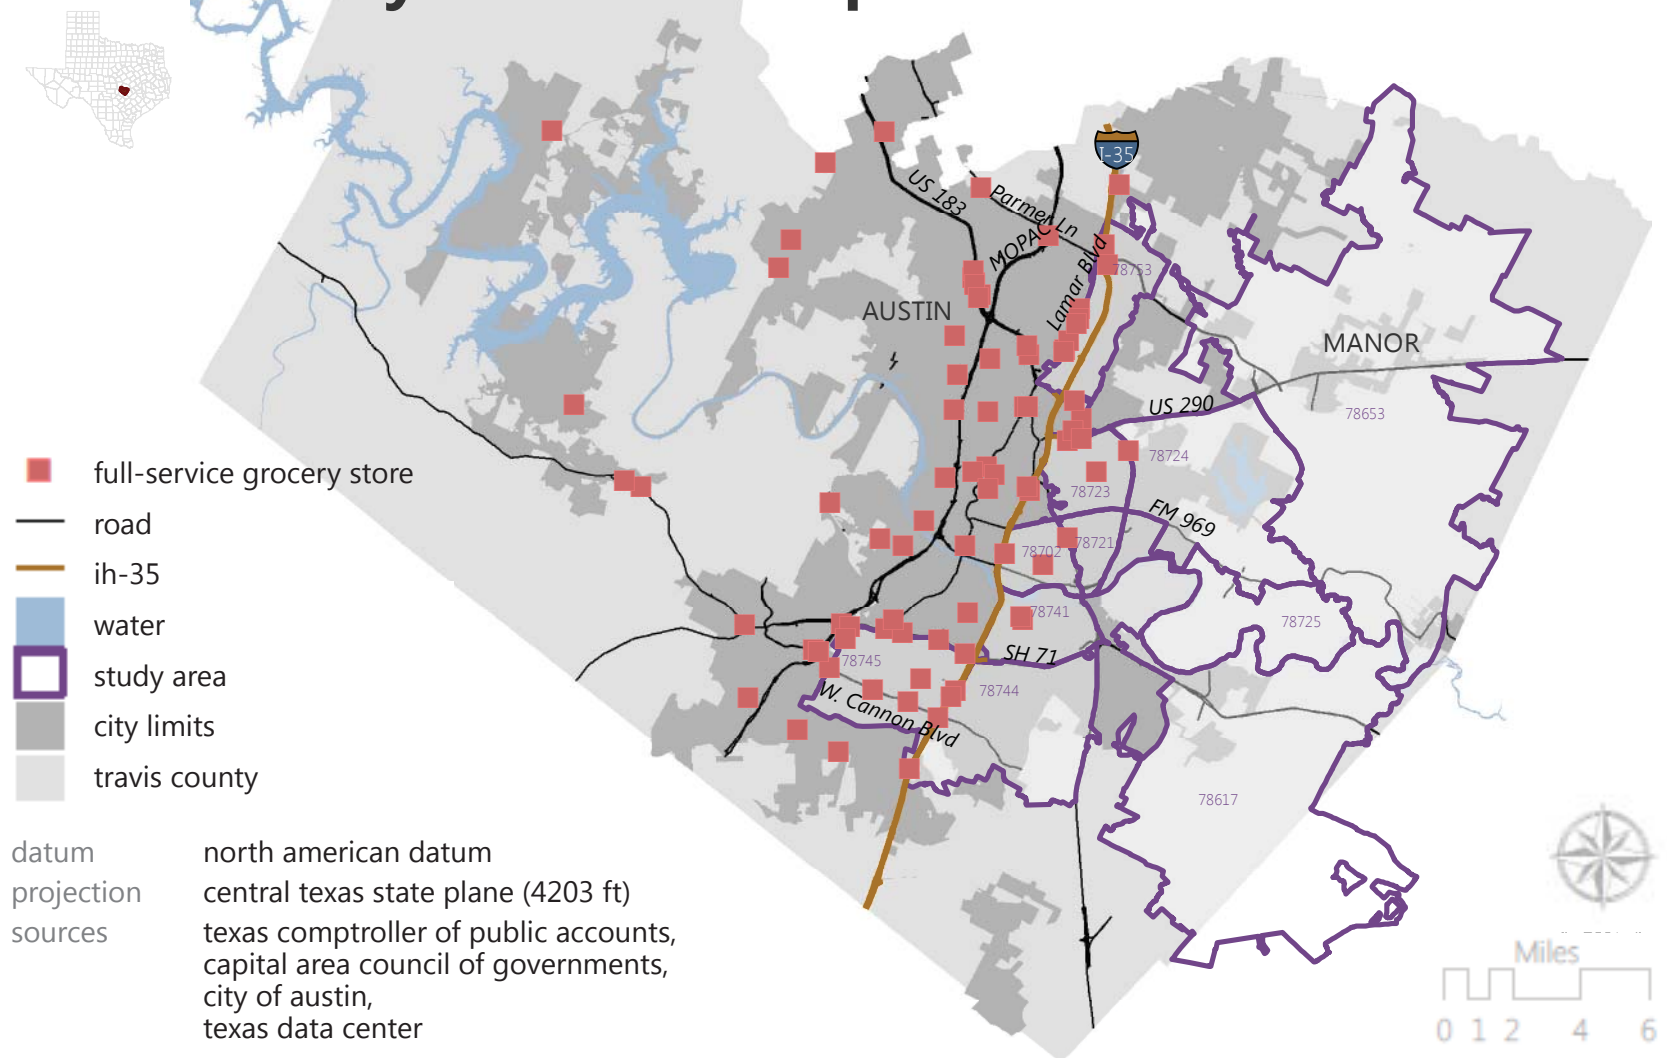 I-35
US 183
Parmer Ln
MOPAC
Lamar Blvd
78753
AUSTIN
MANOR
US 290
78653
78724
78723
FM 969
78702
78721
78741
78725
SH 71
78745
78744
W. Cannon Blvd
78617
full-service grocery store
road
ih-35
water
study area
city limits
travis county
datum north american datum
projection central texas state plane (4203 ft)
sources texas comptroller of public accounts,
capital area council of governments,
city of austin,
texas data center
Miles
0 1 2 4 6